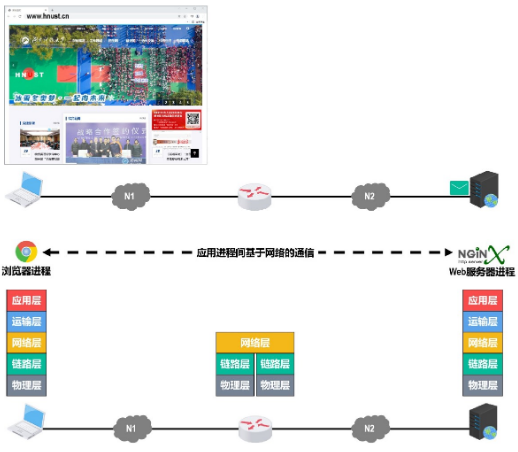 www.hnust.cn
HNUST
N1
N2
应用进程间基于网络的通信
NGINX
浏览器进程
Web服务器进程
应用层
运输层
网络层
链路层
物理层
网络层
链路层 链路层
物理层 物理层
应用层
运输层
网络层
链路层
物理层
N1
N2